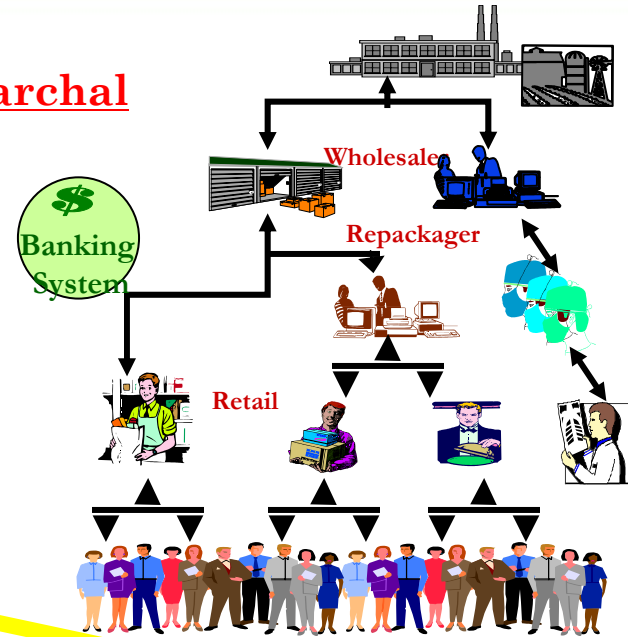 archal
Wholesale
Repackager
$
Banking
System
Retail